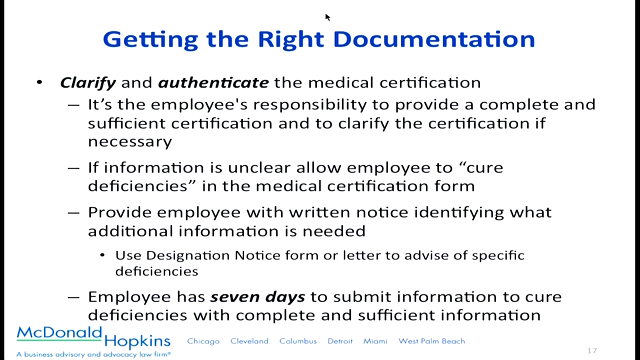 Getting the Right Documentation
• Clarify and authenticate the medical certification
– It's the employee's responsibility to provide a complete and
sufficient certification and to clarify the certification if
necessary
– If information is unclear allow employee to “cure
deficiencies” in the medical certification form
– Provide employee with written notice identifying what
additional information is needed
• Use Designation Notice form or letter to advise of specific
deficiencies
– Employee has seven days to submit information to cure
deficiencies with complete and sufficient information
McDonald
Hopkins
A business advisory and advocacy law firm®
Chicago Cleveland Columbus Detroit Miami West Palm Beach
17